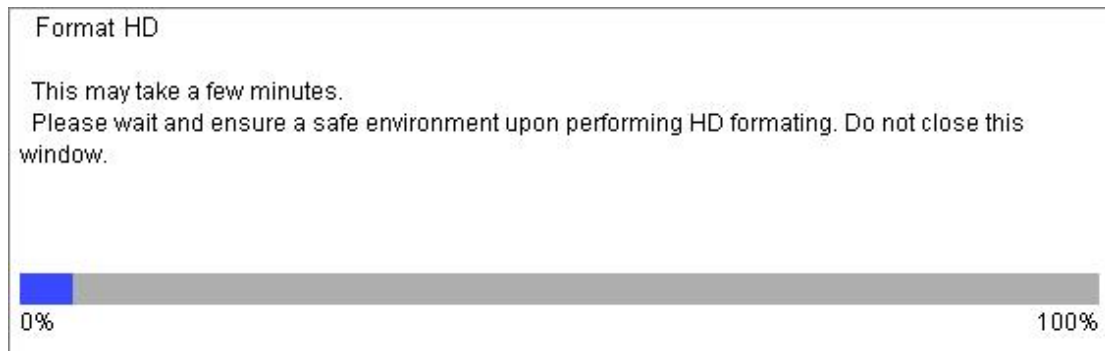 Format HD
This may take a few minutes.
Please wait and ensure a safe environment upon performing HD formating. Do not close this
window.
0% 100%